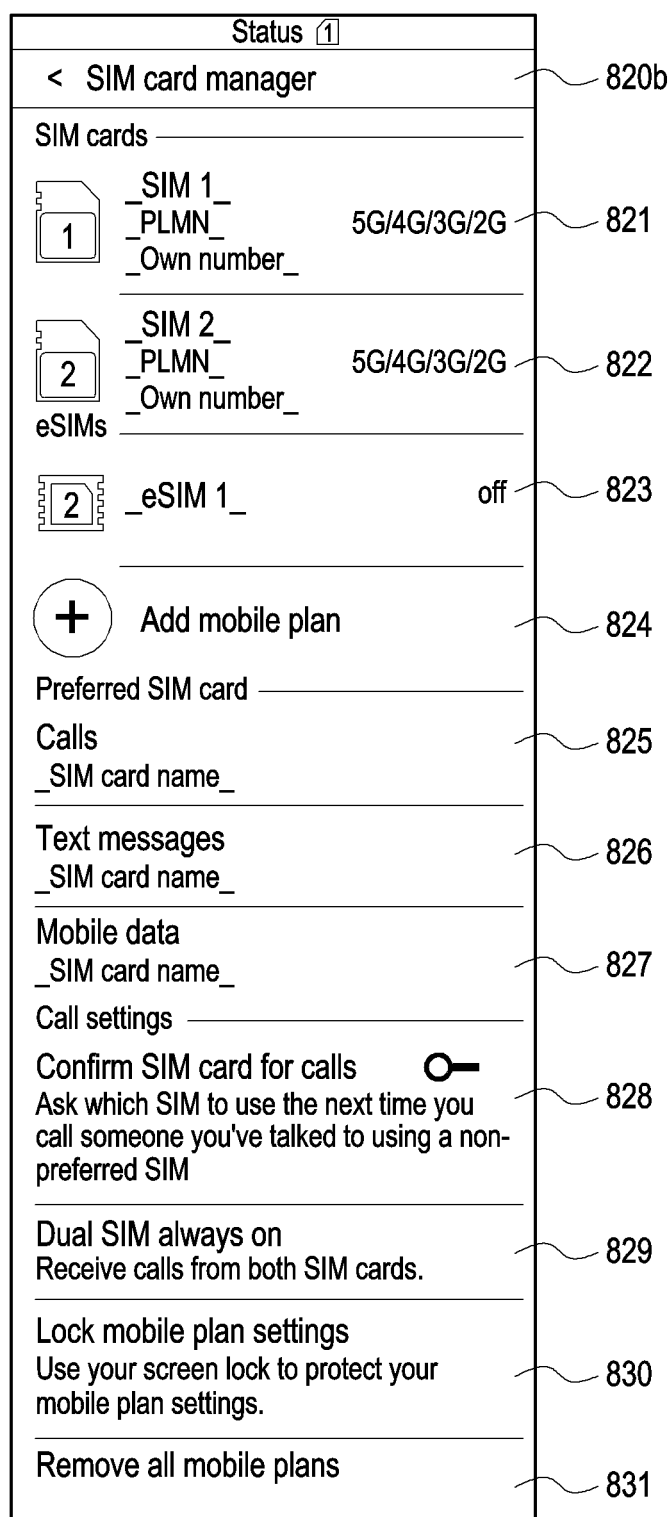 Status 1
< SIM card manager 820b
SIM cards
1
_SIM 1_
_PLMN_ 5G/4G/3G/2G 821
_Own number_
2
_SIM 2_
_PLMN_ 5G/4G/3G/2G 822
_Own number_
eSIMs
2 _eSIM 1_ off 823
+ Add mobile plan 824
Preferred SIM card
Calls 825
_SIM card name_
Text messages 826
_SIM card name_
Mobile data 827
_SIM card name_
Call settings
Confirm SIM card for calls
Ask which SIM to use the next time you 828
call someone you've talked to using a non-
preferred SIM
Dual SIM always on 829
Receive calls from both SIM cards.
Lock mobile plan settings
Use your screen lock to protect your 830
mobile plan settings.
Remove all mobile plans 831